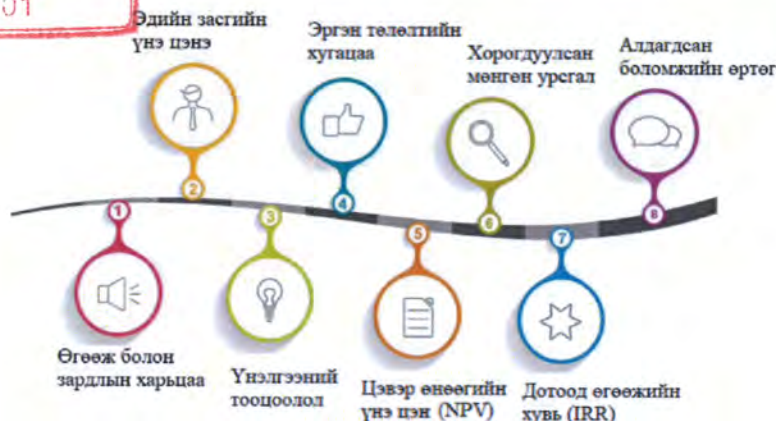 01
Эдийн засгийн
үнэ цэнэ
Эргэн төлөлтийн
хугацаа
Хорогдуулсан
мөнгөн урсгал
Алдагдсан
боломжийн өртөг
2
4
6
8
1
3
5
7
Өгөөж болон
зардлын харьцаа
Үнэлгээний
тооцоолол
Цэвэр өнөөгийн
үнэ цэн (NPV)
Дотоод өгөөжийн
хувь (IRR)